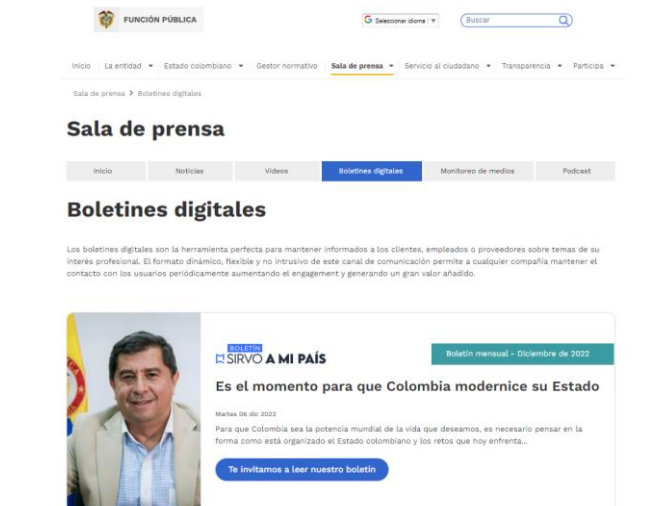 FUNCIÓN PÚBLICA
Seleccionar idioma
Buscar
Inicio La entidad Estado colombiano Gestor normativo Sala de prensa Servicio al ciudadano Transparencia Participa
Sala de prensa > Boletines digitales
Sala de prensa
Inicio Noticias Videos Boletines digitales Monitoreo de medios Podcast
Boletines digitales
Los boletines digitales son la herramienta perfecta para mantener informados a los clientes, empleados o proveedores sobre temas de su
interés profesional. El formato dinámico, flexible y no intrusivo de este canal de comunicación permite a cualquier compañía mantener el
contacto con los usuarios periódicamente aumentando el engagement y generando un gran valor añadido.
BOLETÍN
SIRVO A MI PAÍS
Boletín mensual - Diciembre de 2022
Es el momento para que Colombia modernice su Estado
Martes 06 dic 2022
Para que Colombia sea la potencia mundial de la vida que deseamos, es necesario pensar en la
forma como está organizado el Estado colombiano y los retos que hoy enfrenta...
Te invitamos a leer nuestro boletín